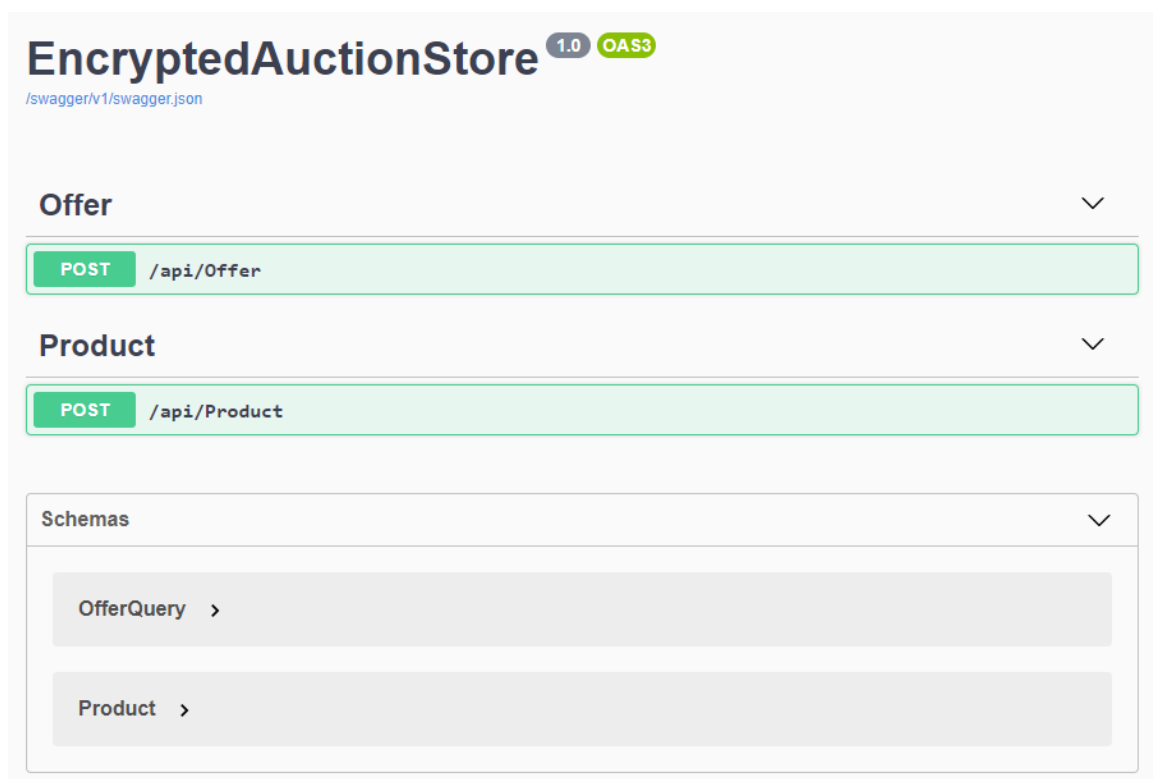 EncryptedAuctionStore 1.0 OAS3
/swagger/v1/swagger.json
Offer
POST /api/Offer
Product
POST /api/Product
Schemas
OfferQuery
Product